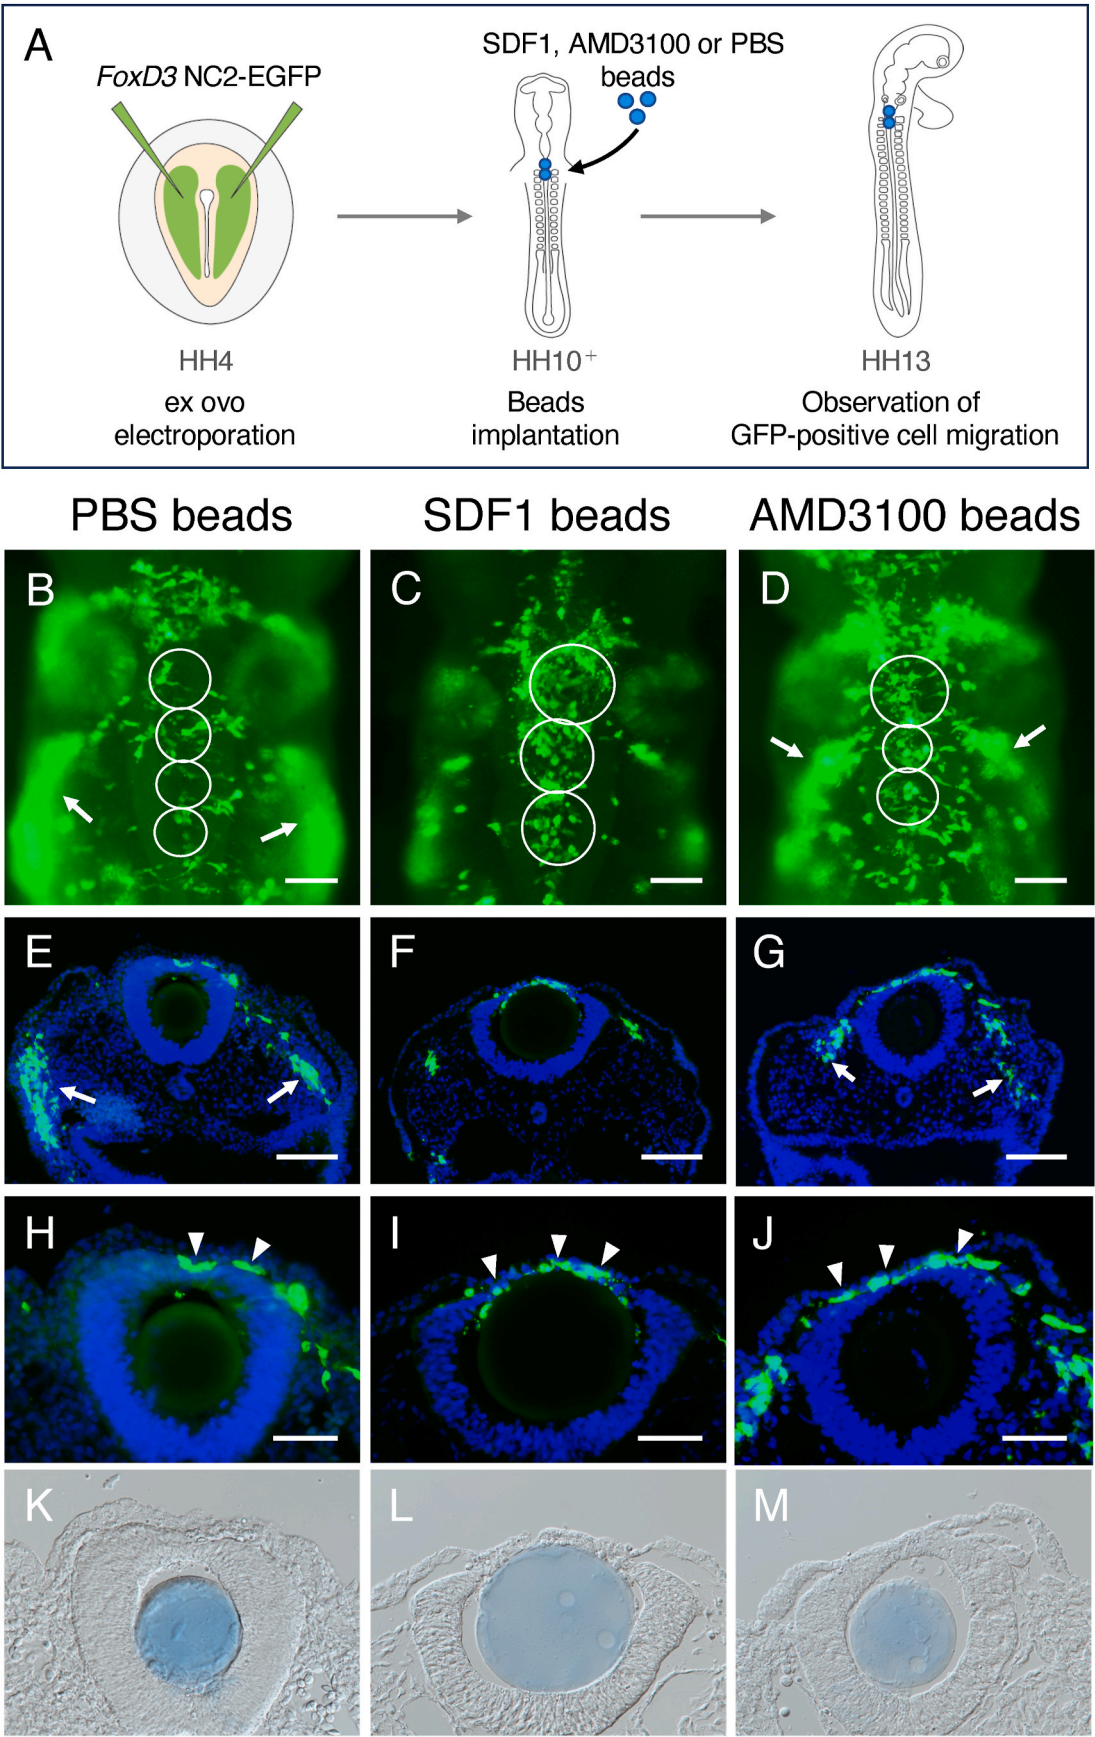 A
FoxD3 NC2-EGFP
SDF1, AMD3100 or PBS
beads
HH4
HH10+
HH13
ex ovo
electroporation
Beads
implantation
Observation of
GFP-positive cell migration
PBS beads
SDF1 beads
AMD3100 beads
B
C
D
E
F
G
H
I
J
K
L
M